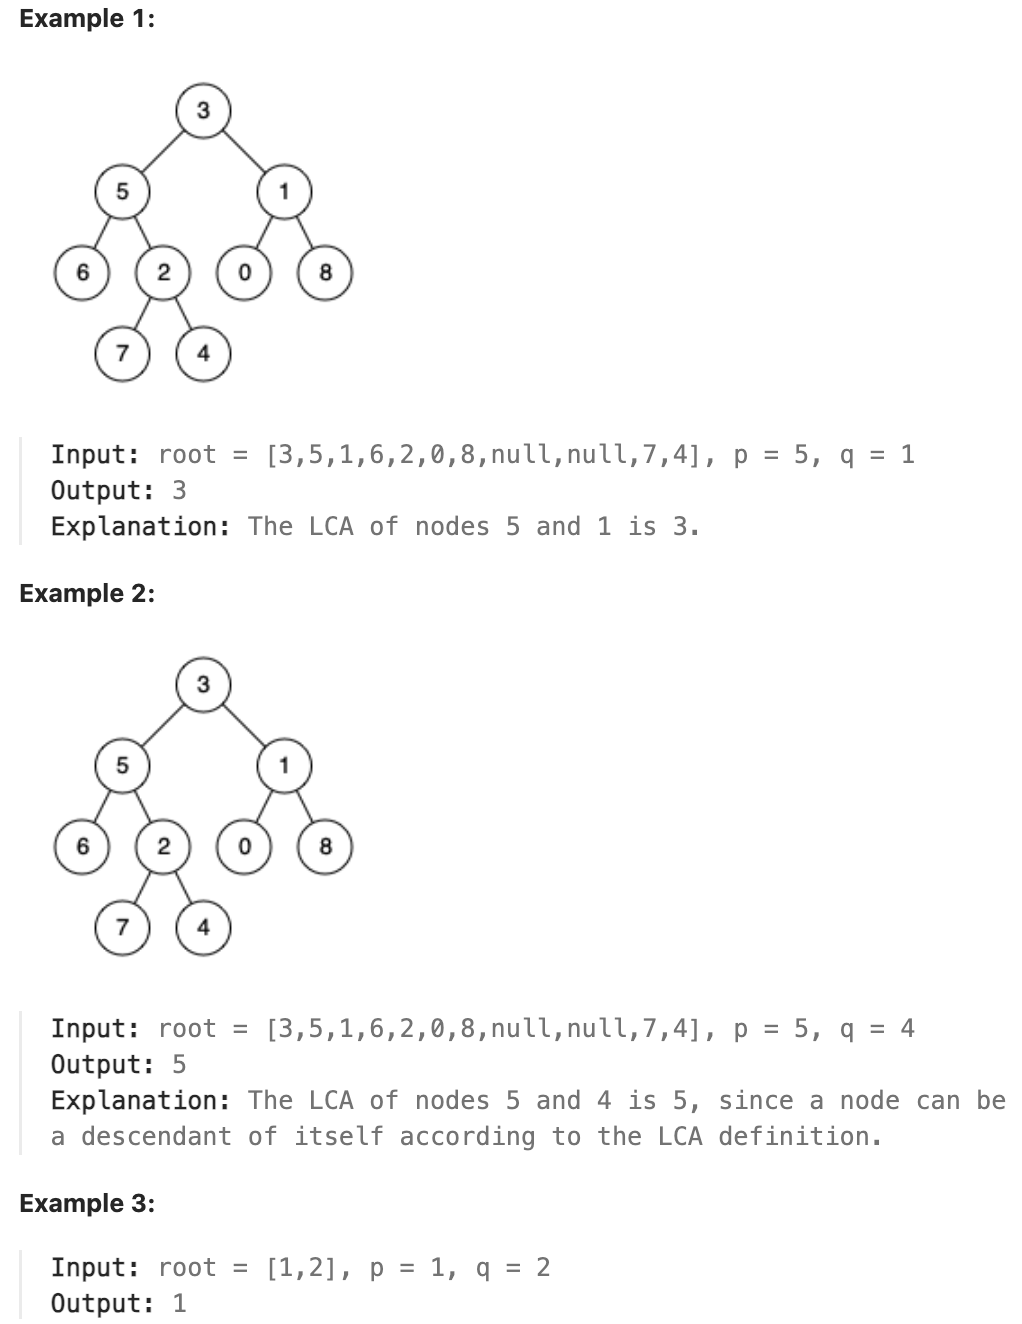 Example 1:
3
5 1
6 2 0 8
7 4
Input: root = [3,5,1,6,2,0,8,null,null,7,4], p = 5, q = 1
Output: 3
Explanation: The LCA of nodes 5 and 1 is 3.
Example 2:
3
5 1
6 2 0 8
7 4
Input: root = [3,5,1,6,2,0,8,null,null,7,4], p = 5, q = 4
Output: 5
Explanation: The LCA of nodes 5 and 4 is 5, since a node can be
a descendant of itself according to the LCA definition.
Example 3:
Input: root = [1,2], p = 1, q = 2
Output: 1